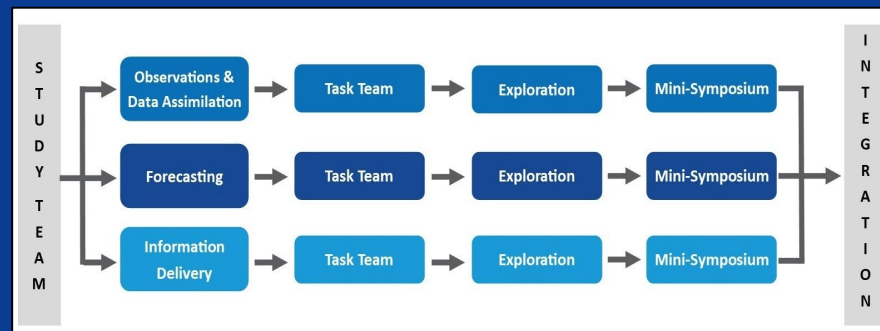 STUDY TEAM
Observations &
Data Assimilation
Task Team
Exploration
Mini-Symposium
Forecasting
Task Team
Exploration
Mini-Symposium
Information
Delivery
Task Team
Exploration
Mini-Symposium
INTEGRATION